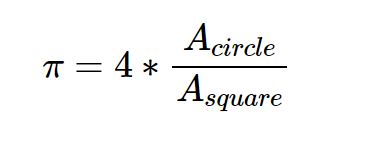 π = 4 * A_circle / A_square